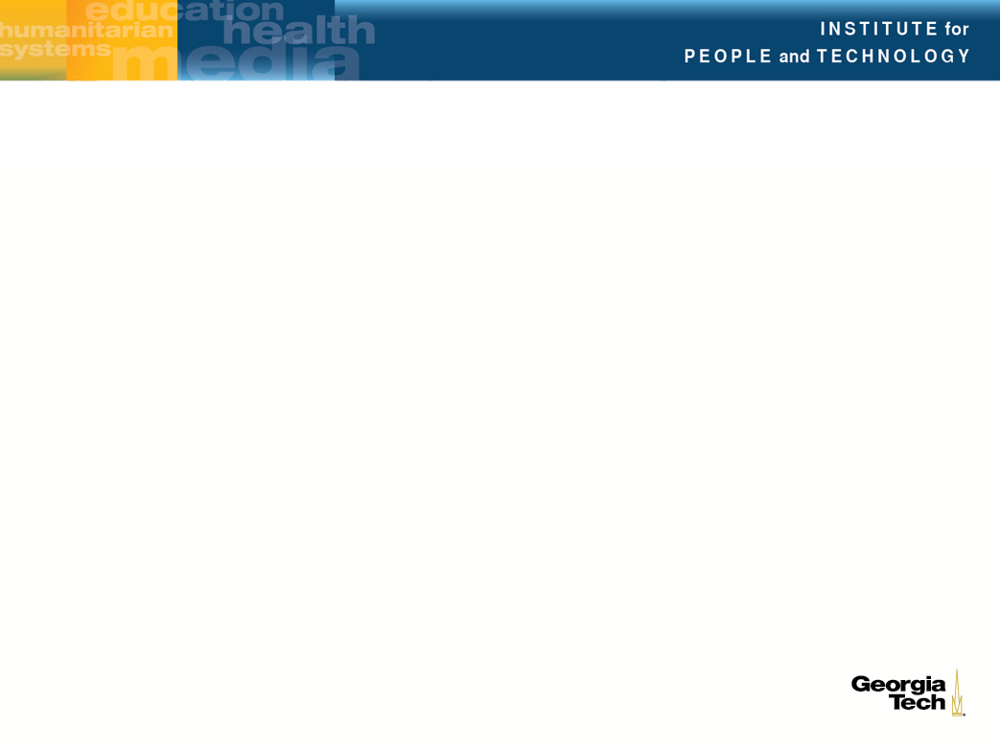 education
humanitarian
health
systems
media
INSTITUTE for
PEOPLE and TECHNOLOGY
Georgia
Tech